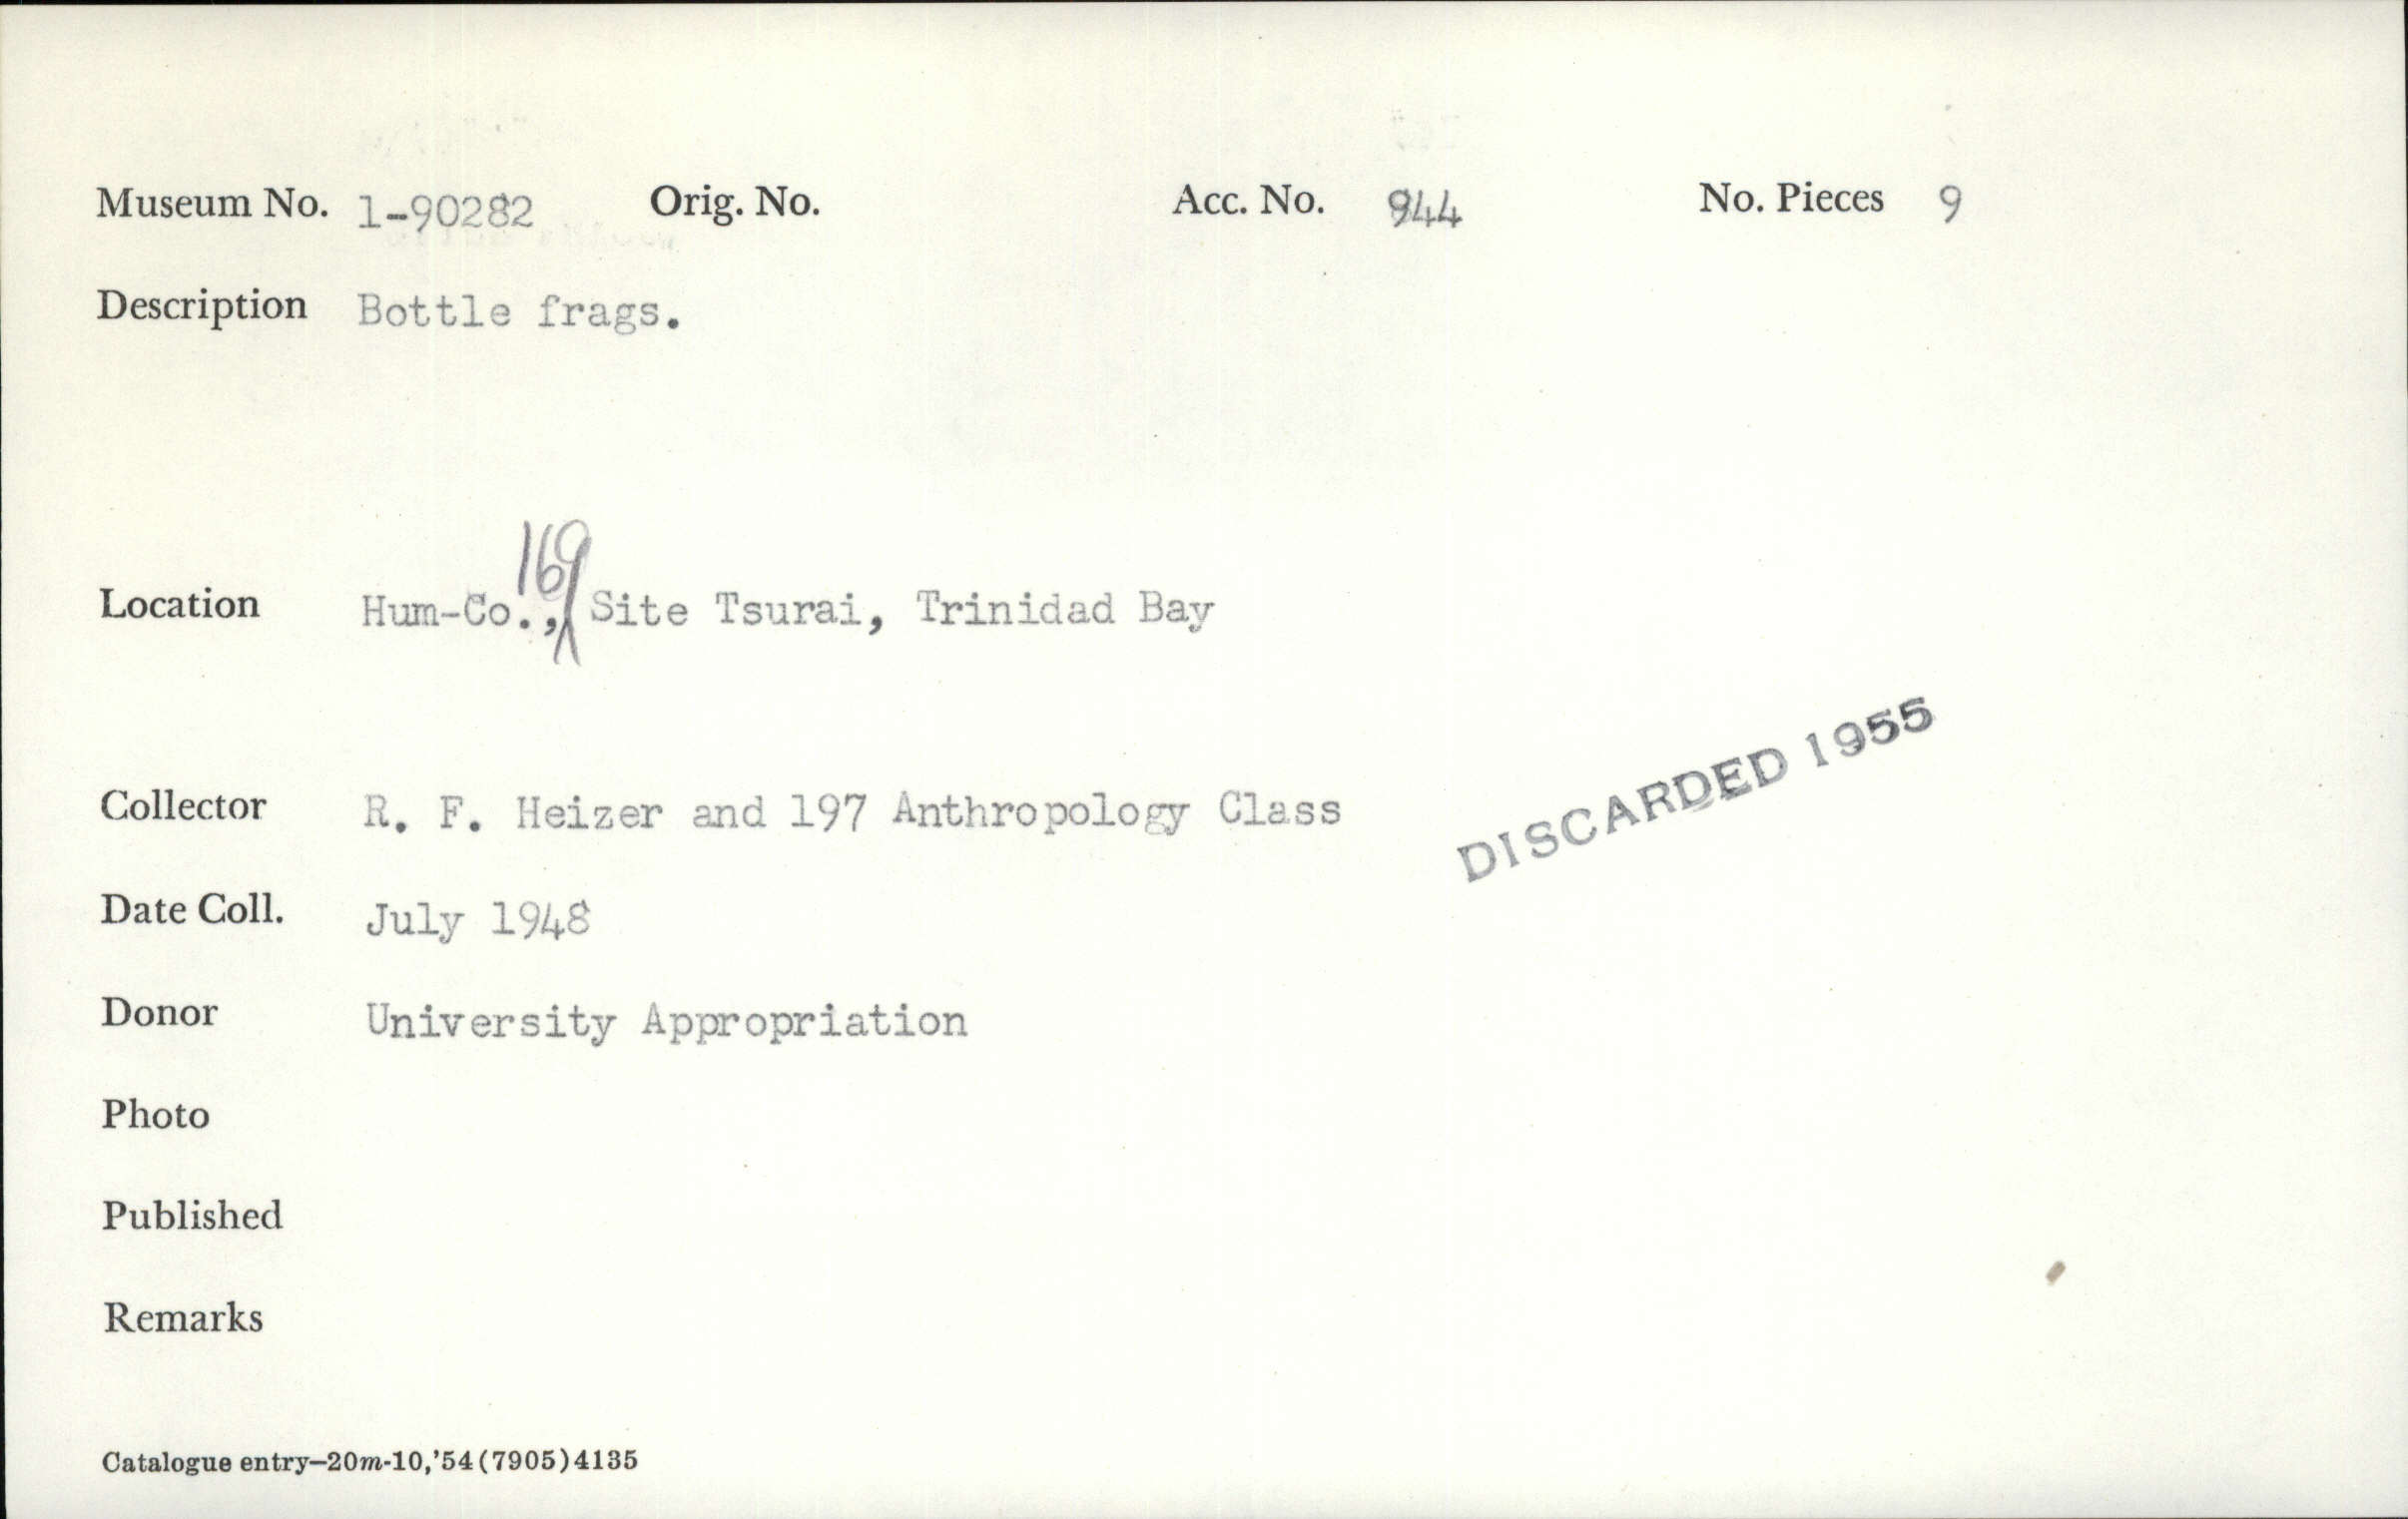 Museum No. 1-90282 Orig. No. Acc. No. 944 No. Pieces 9
Description Bottle frags.
169
Location Hum-Co., Site Tsurai, Trinidad Bay
DISCARDED 1955
Collector R. F. Heizer and 197 Anthropology Class
Date Coll. July 1948
Donor University Appropriation
Photo
Published
Remarks
Catalogue entry—20m-10,'54(7905)4135